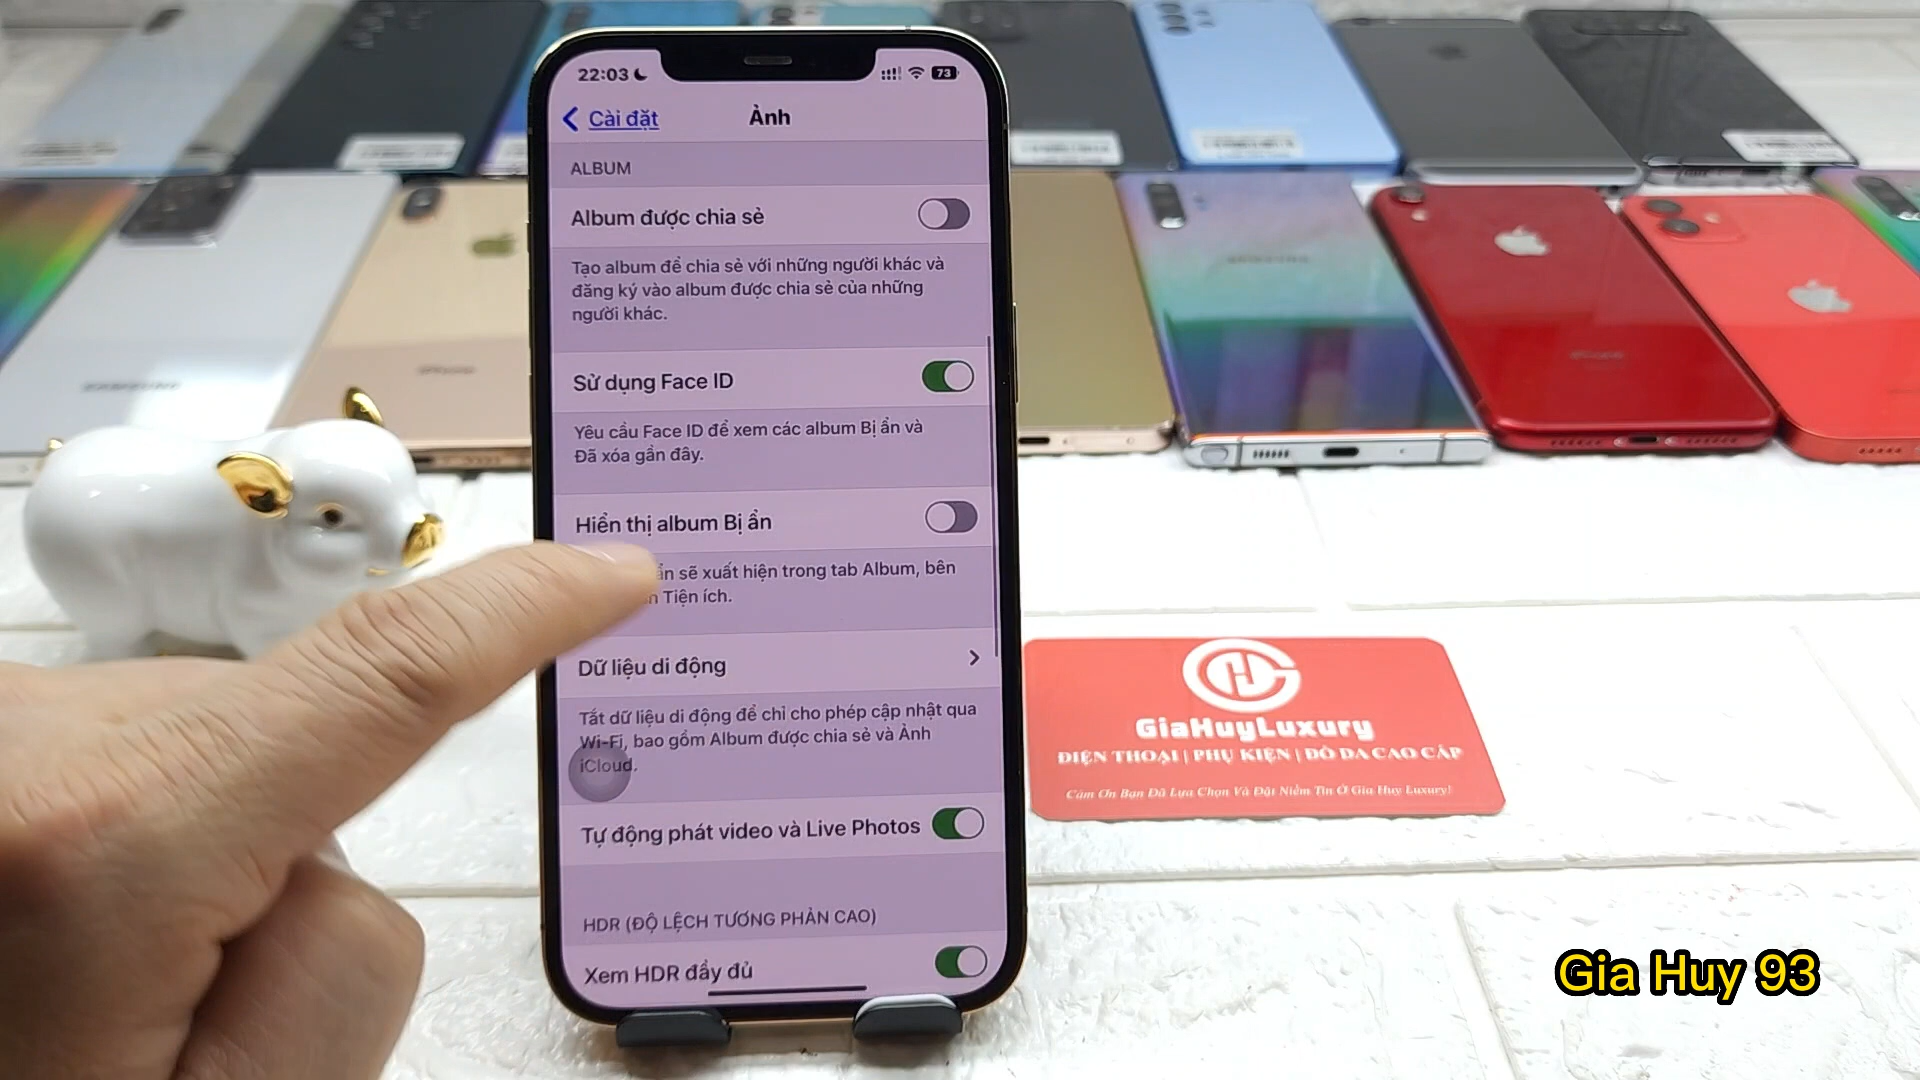 22:03
73
Cài đặt
Ảnh
ALBUM
Album được chia sẻ
Tạo album để chia sẻ với những người khác và
đăng ký vào album được chia sẻ của những
người khác.
Sử dụng Face ID
Yêu cầu Face ID để xem các album Bị ẩn và
Đã xóa gần đây.
Hiển thị album Bị ẩn
sẽ xuất hiện trong tab Album, bên
Tiện ích.
Dữ liệu di động
Tắt dữ liệu di động để chỉ cho phép cập nhật qua
Wi-Fi, bao gồm Album được chia sẻ và Ảnh
iCloud.
Tự động phát video và Live Photos
HDR (ĐỘ LỆCH TƯƠNG PHẢN CAO)
Xem HDR đầy đủ
GiaHuyLuxury
ĐIỆN THOẠI | PHỤ KIỆN | ĐỒ DA CAO CẤP
Cảm Ơn Bạn Đã Lựa Chọn Và Đặt Niềm Tin Ở Gia Huy Luxury!
Gia Huy 93